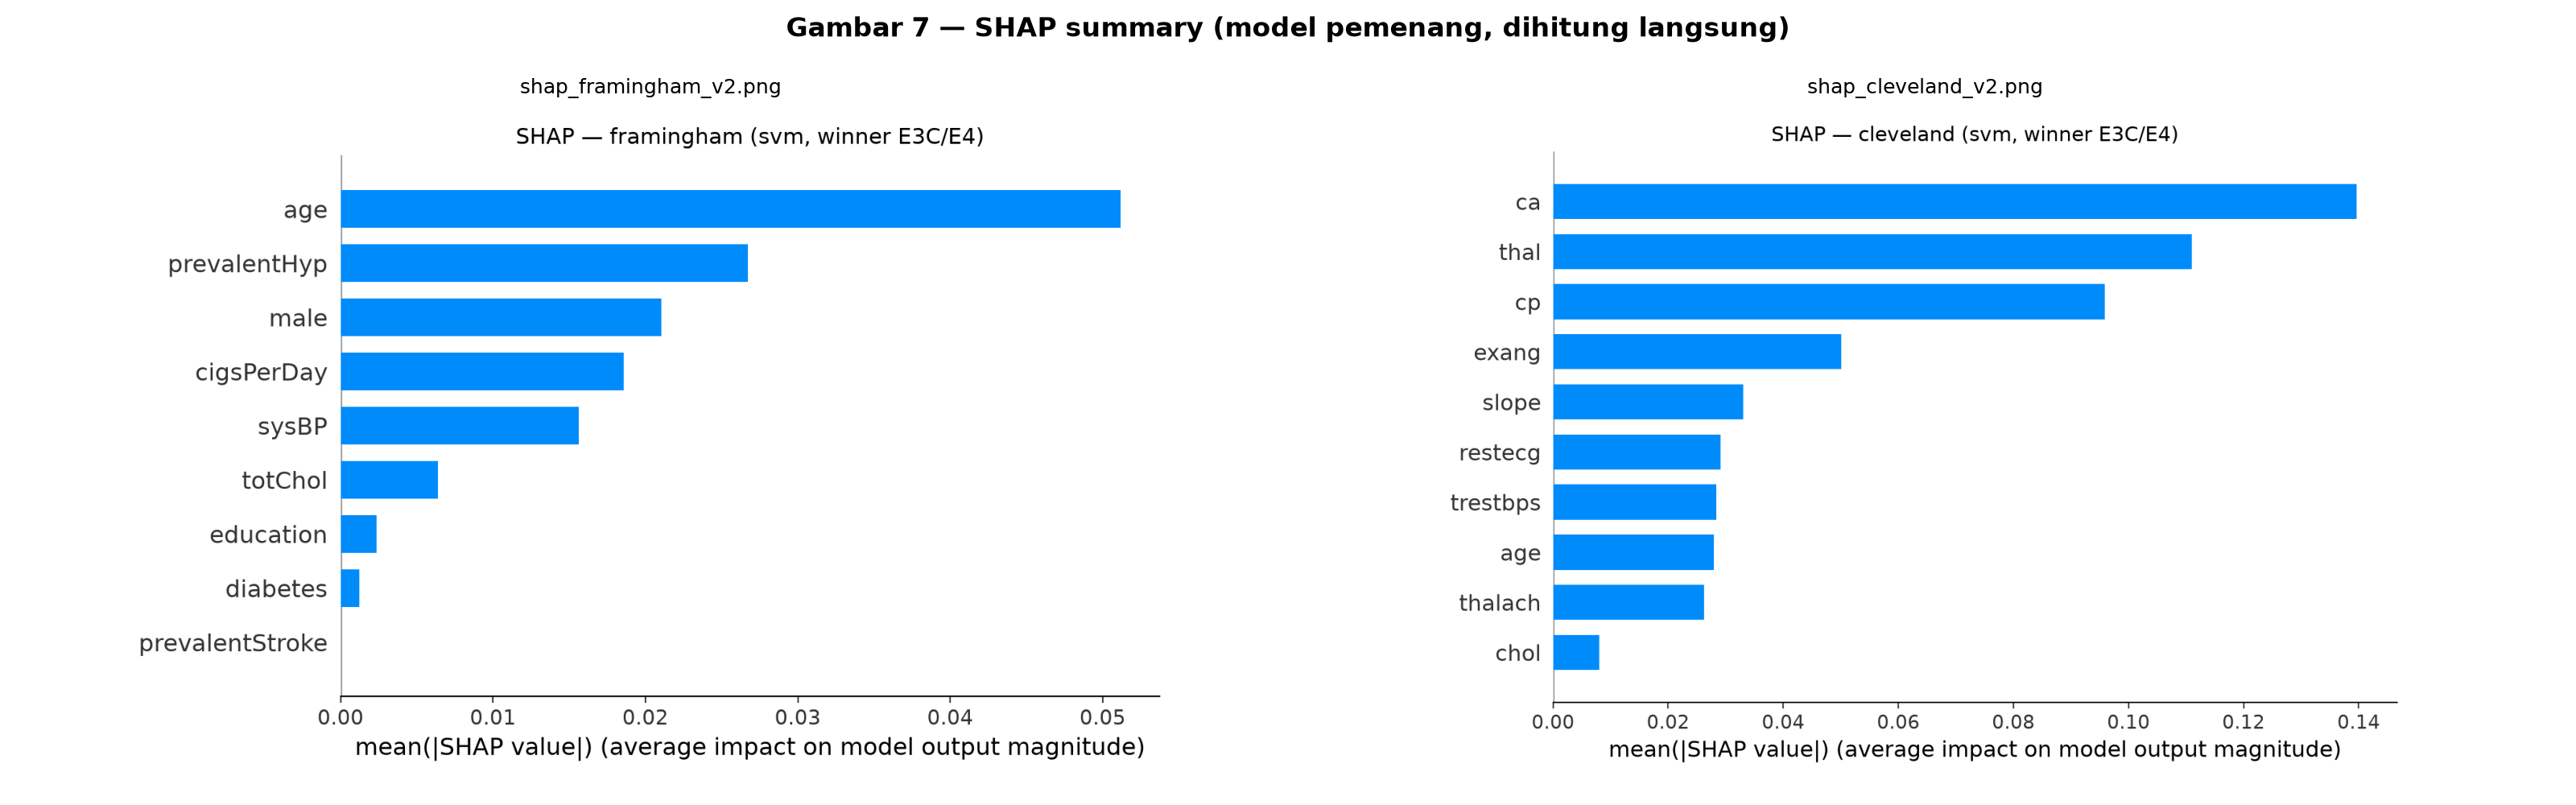 Gambar 7 — SHAP summary (model pemenang, dihitung langsung)
shap_framingham_v2.png
SHAP — framingham (svm, winner E3C/E4)
age
prevalentHyp
male
cigsPerDay
sysBP
totChol
education
diabetes
prevalentStroke
0.00 0.01 0.02 0.03 0.04 0.05
mean(|SHAP value|) (average impact on model output magnitude)
shap_cleveland_v2.png
SHAP — cleveland (svm, winner E3C/E4)
ca
thal
cp
exang
slope
restecg
trestbps
age
thalach
chol
0.00 0.02 0.04 0.06 0.08 0.10 0.12 0.14
mean(|SHAP value|) (average impact on model output magnitude)